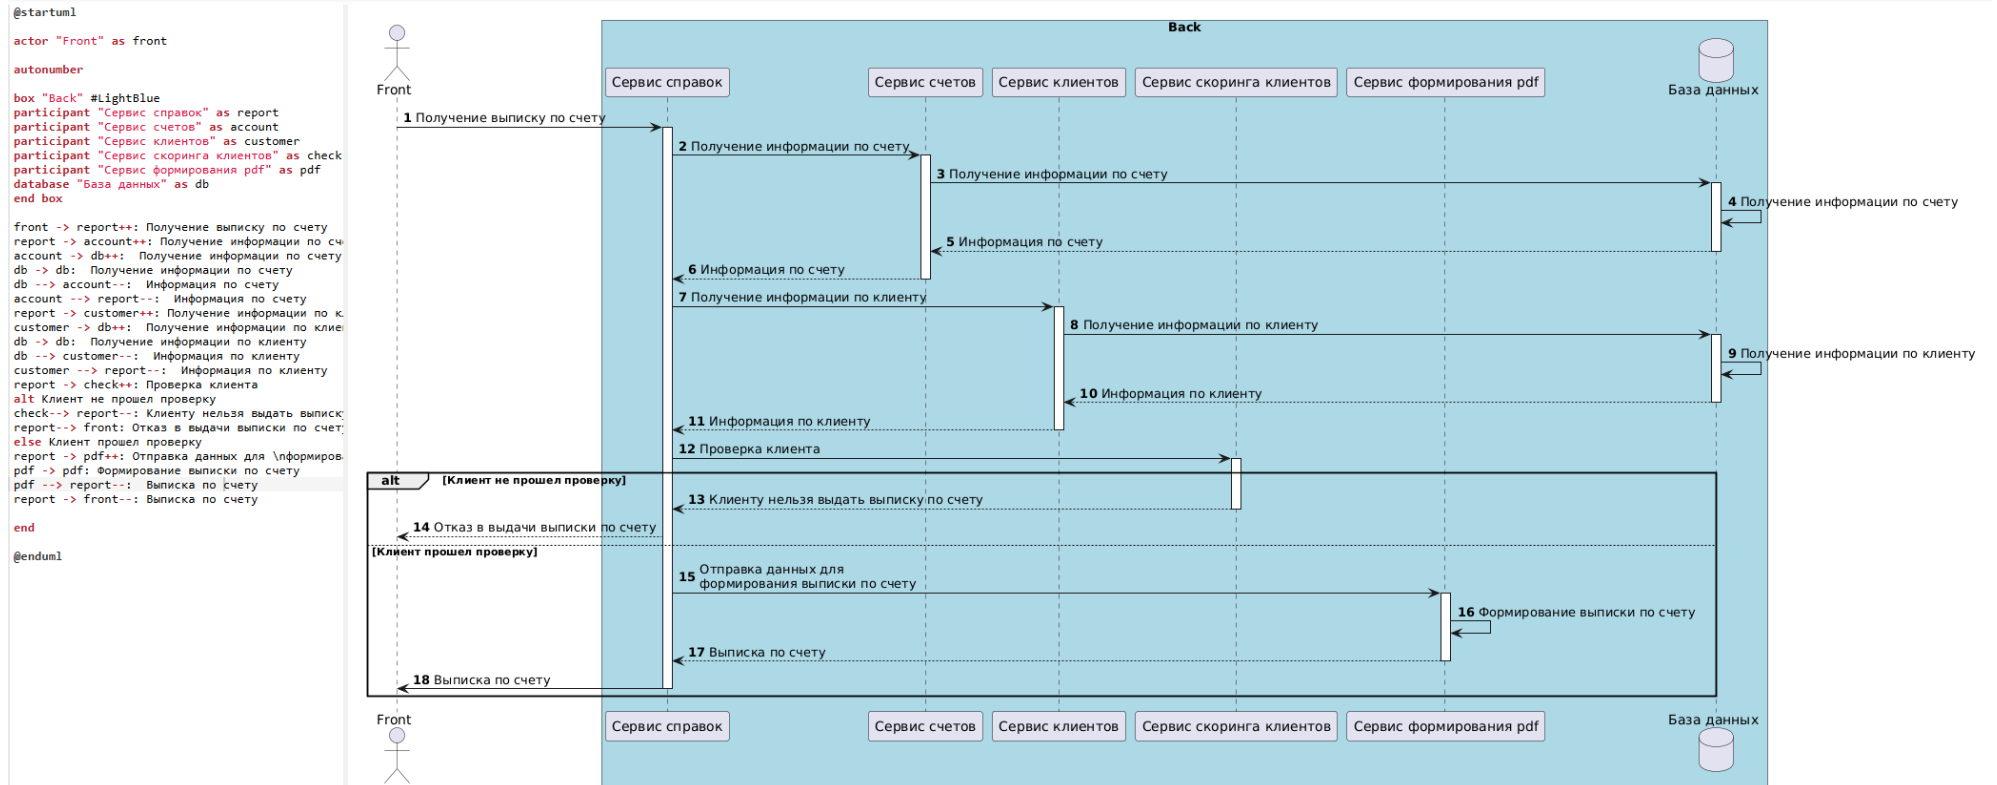 @startuml
actor "Front" as front
autonumber
box "Back" #LightBlue
participant "Сервис справок" as report
participant "Сервис счетов" as account
participant "Сервис клиентов" as customer
participant "Сервис скоринга клиентов" as check
participant "Сервис формирования pdf" as pdf
database "База данных" as db
end box
front -> report++: Получение выписку по счету
report -> account++: Получение информации по сч
account -> db++:  Получение информации по счету
db -> db:  Получение информации по счету
db --> account--:  Информация по счету
account --> report--:  Информация по счету
report -> customer++: Получение информации по к
customer -> db++:  Получение информации по клие
db -> db:  Получение информации по клиенту
db --> customer--:  Информация по клиенту
customer --> report--:  Информация по клиенту
report -> check++: Проверка клиента
alt Клиент не прошел проверку
check--> report--: Клиенту нельзя выдать выписк
report--> front: Отказ в выдачи выписки по счет
else Клиент прошел проверку
report -> pdf++: Отправка данных для \nформиров
pdf -> pdf: Формирование выписки по счету
pdf --> report--:  Выписка по счету
report -> front--: Выписка по счету
end
@enduml
Back
Front
Сервис справок
Сервис счетов
Сервис клиентов
Сервис скоринга клиентов
Сервис формирования pdf
База данных
1 Получение выписку по счету
2 Получение информации по счету
3 Получение информации по счету
4 Получение информации по счету
5 Информация по счету
6 Информация по счету
7 Получение информации по клиенту
8 Получение информации по клиенту
9 Получение информации по клиенту
10 Информация по клиенту
11 Информация по клиенту
12 Проверка клиента
alt [Клиент не прошел проверку]
13 Клиенту нельзя выдать выписку по счету
14 Отказ в выдачи выписки по счету
[Клиент прошел проверку]
15 Отправка данных для
формирования выписки по счету
16 Формирование выписки по счету
17 Выписка по счету
18 Выписка по счету
Front
Сервис справок
Сервис счетов
Сервис клиентов
Сервис скоринга клиентов
Сервис формирования pdf
База данных